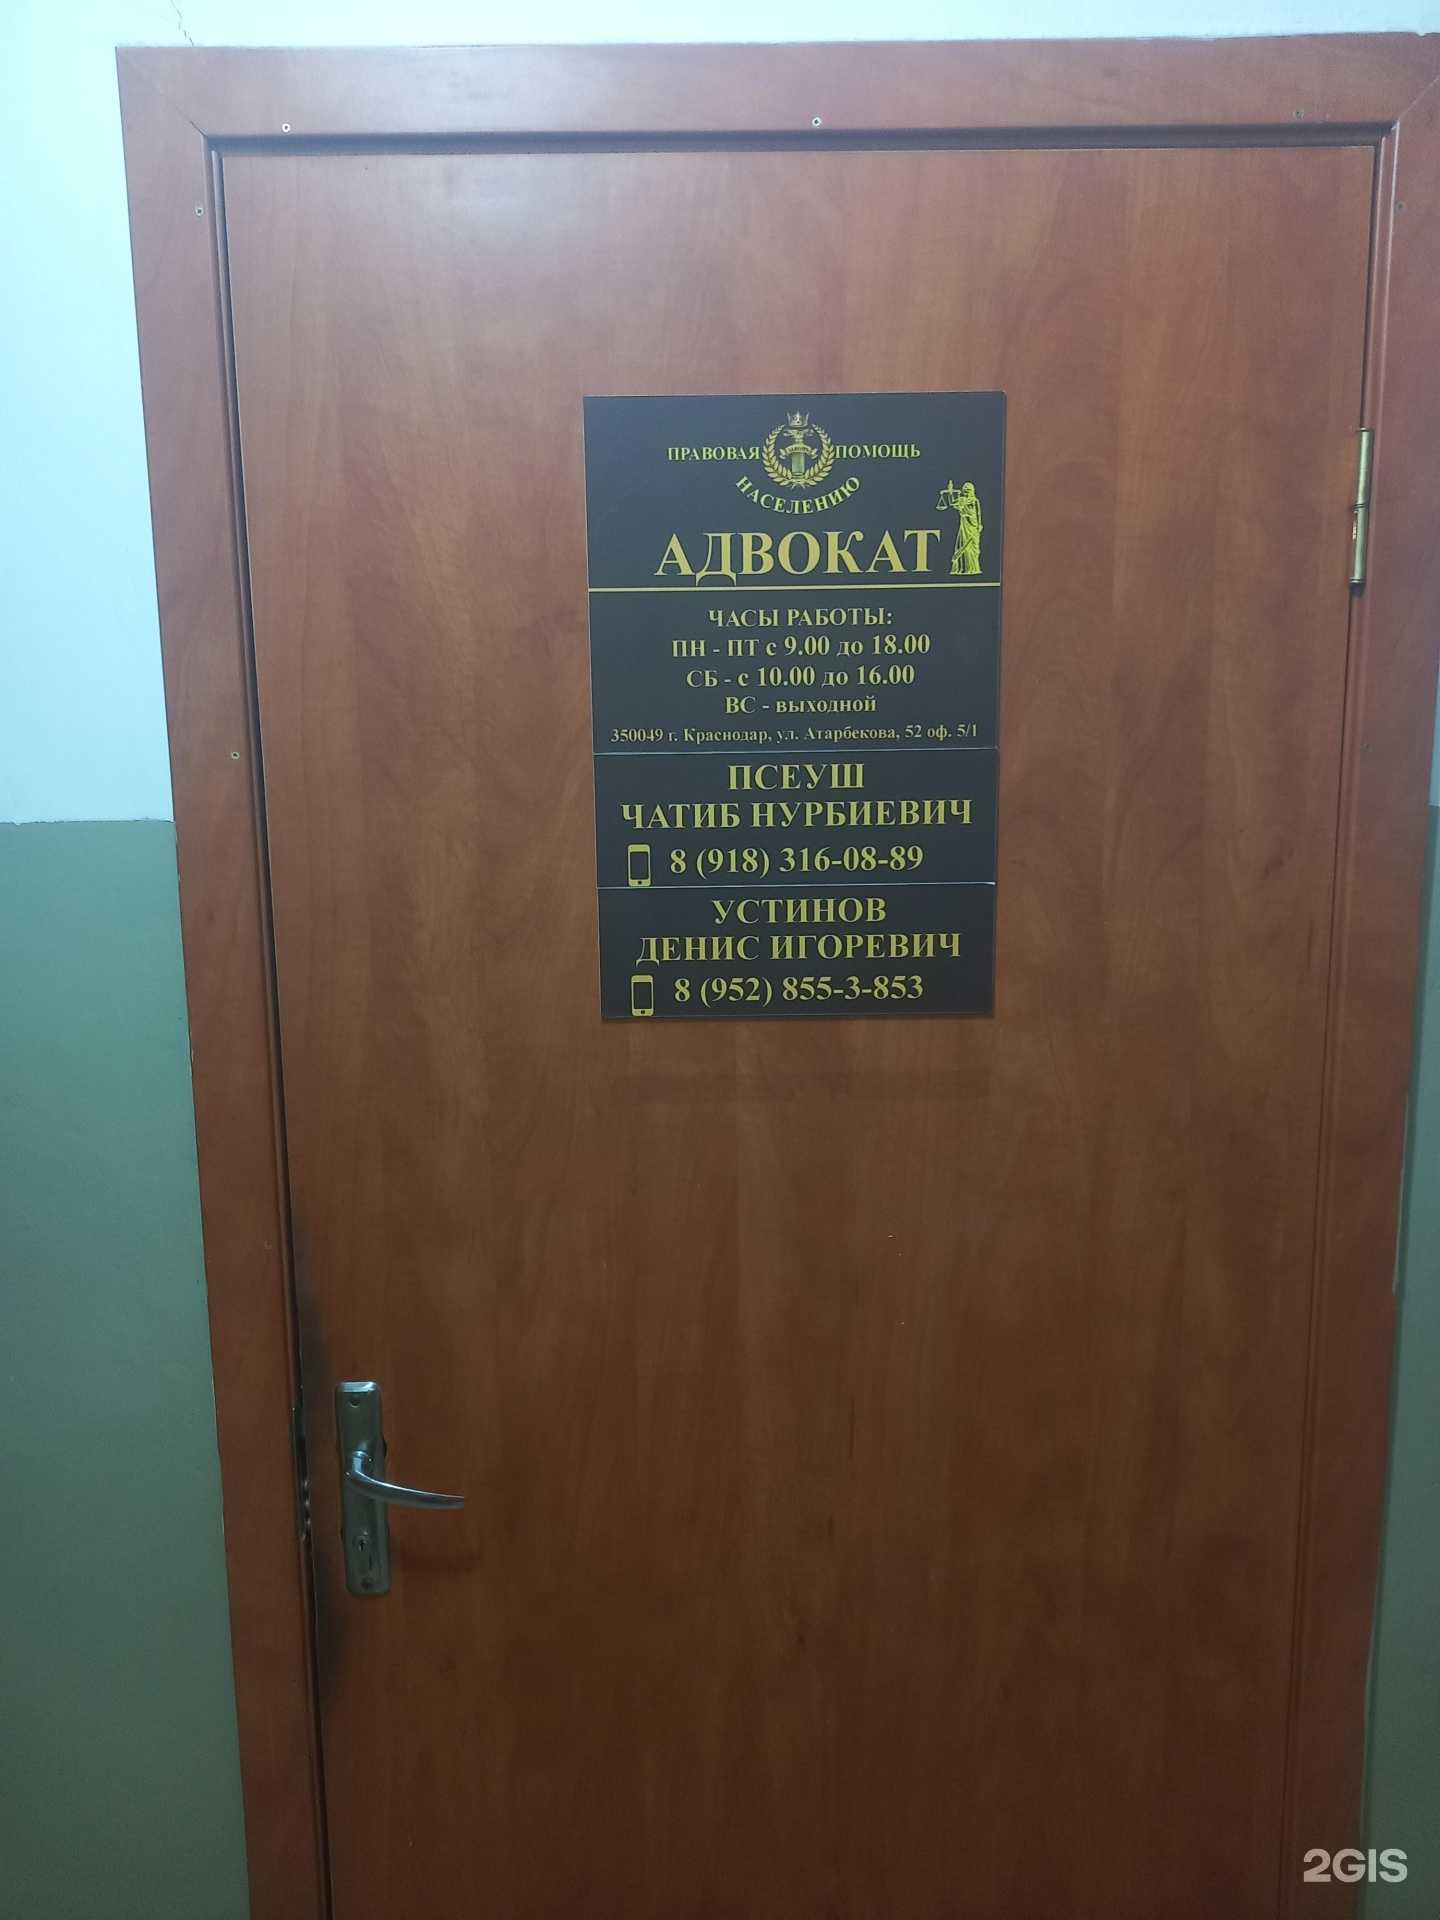 ПРАВОВАЯ ПОМОЩЬ
НАСЕЛЕНИЮ
АДВОКАТ
ЧАСЫ РАБОТЫ:
ПН - ПТ с 9.00 до 18.00
СБ - с 10.00 до 16.00
ВС - выходной
350049 г. Краснодар, ул. Атарбекова, 52 оф. 5/1
ПСЕУШ
ЧАТИБ НУРБИЕВИЧ
8 (918) 316-08-89
УСТИНОВ
ДЕНИС ИГОРЕВИЧ
8 (952) 855-3-853
2GIS